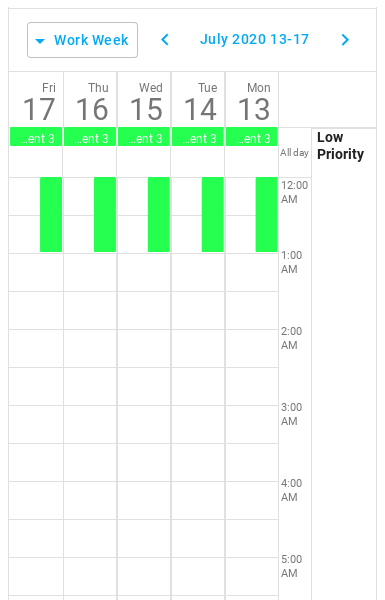 Work Week
July 2020 13-17
Fri
17
Thu
16
Wed
15
Tue
14
Mon
13
...ent 3
...ent 3
...ent 3
...ent 3
...ent 3
All day
Low
Priority
12:00
AM
1:00
AM
2:00
AM
3:00
AM
4:00
AM
5:00
AM